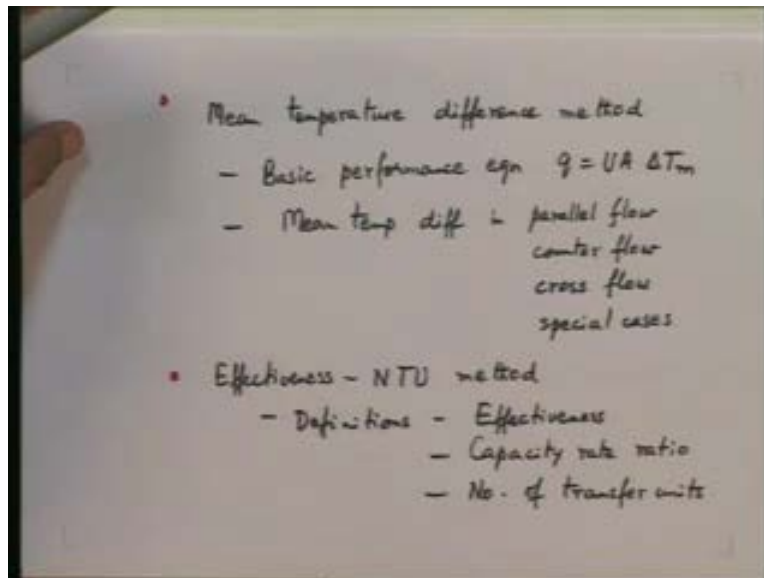 • Mean temperature difference method
– Basic performance eqn q = UA ΔTm
– Mean temp diff in parallel flow
counter flow
cross flow
special cases
• Effectiveness – NTU method
– Definitions – Effectiveness
– Capacity rate ratio
– No. of transfer units